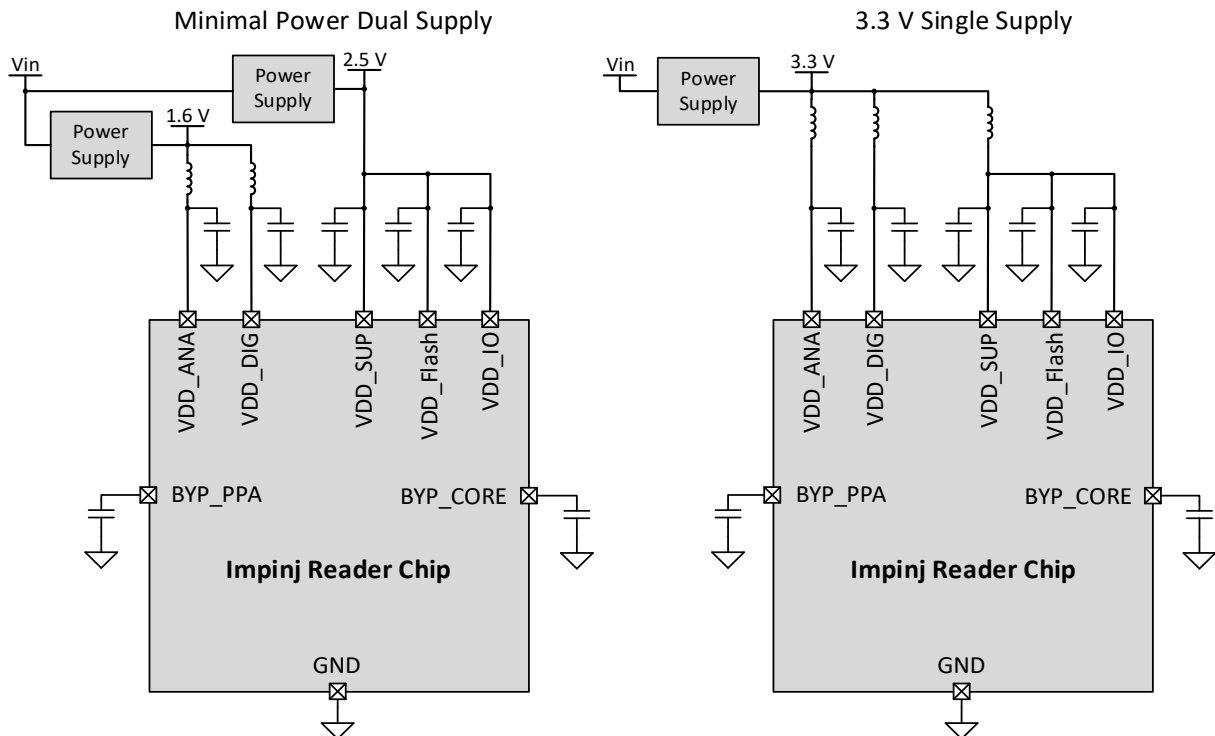 Minimal Power Dual Supply
Vin
Power
Supply
2.5 V
1.6 V
Power
Supply
VDD_ANA
VDD_DIG
VDD_SUP
VDD_Flash
VDD_IO
BYP_PPA
BYP_CORE
Impinj Reader Chip
GND
3.3 V Single Supply
Vin
Power
Supply
3.3 V
VDD_ANA
VDD_DIG
VDD_SUP
VDD_Flash
VDD_IO
BYP_PPA
BYP_CORE
Impinj Reader Chip
GND